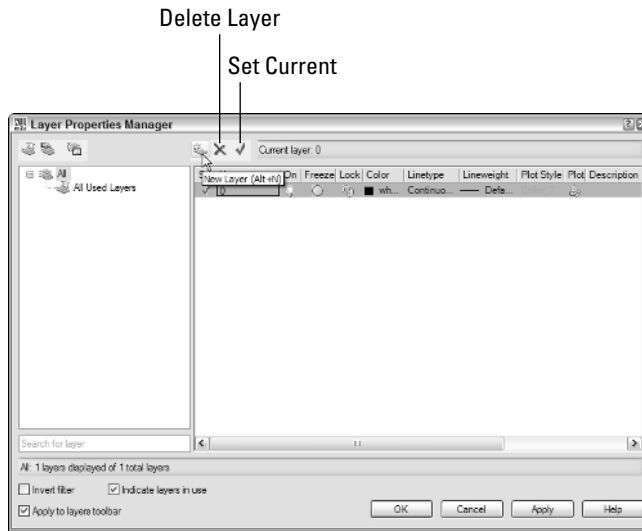 Delete Layer
Set Current
Layer Properties Manager
Current layer: 0
New Layer (Alt+N)
On Freeze Lock Color Linetype Lineweight Plot Style Plot Description
0 wh... Continuo... Defa...
All
All Used Layers
Search for layer
All: 1 layers displayed of 1 total layers
Invert filter
Indicate layers in use
Apply to layers toolbar
OK Cancel Apply Help